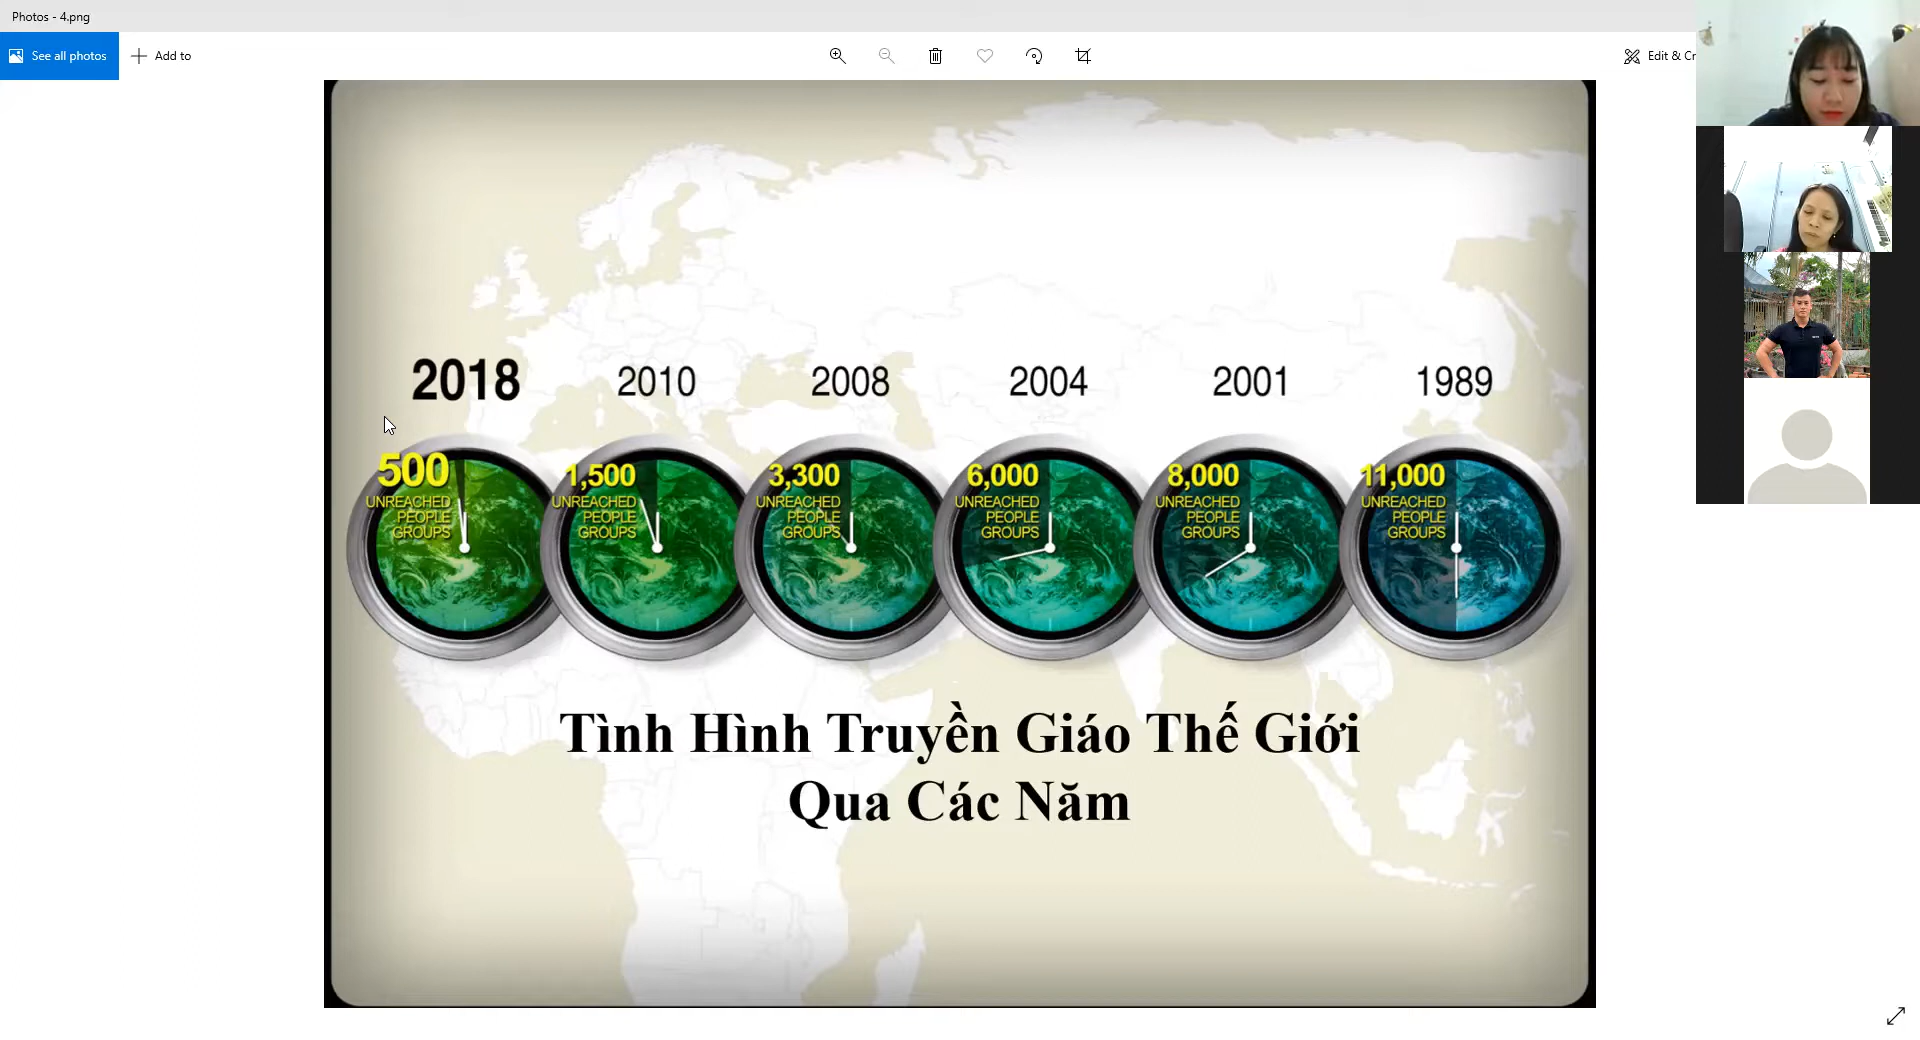 Photos - 4.png
See all photos
Add to
Edit & Cr
2018
2010
2008
2004
2001
1989
500
UNREACHED
PEOPLE
GROUPS
1,500
UNREACHED
PEOPLE
GROUPS
3,300
UNREACHED
PEOPLE
GROUPS
6,000
UNREACHED
PEOPLE
GROUPS
8,000
UNREACHED
PEOPLE
GROUPS
11,000
UNREACHED
PEOPLE
GROUPS
Tình Hình Truyền Giáo Thế Giới
Qua Các Năm